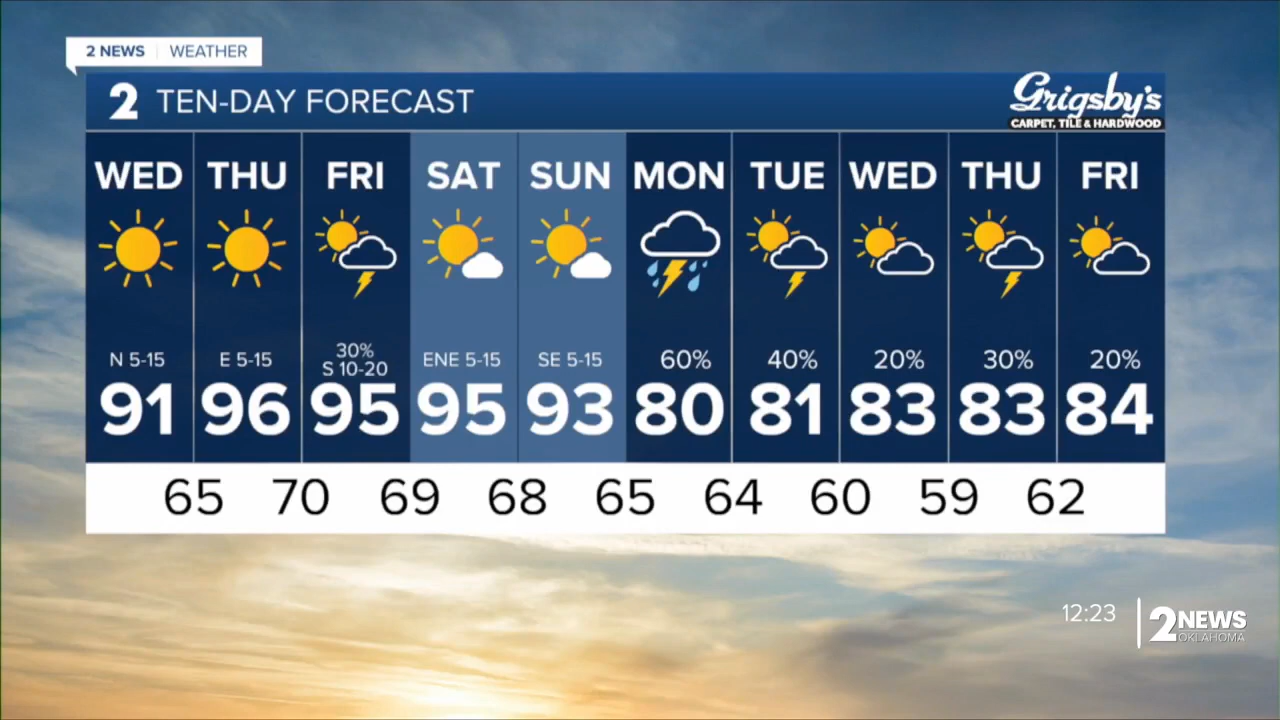 2 NEWS | WEATHER
2 TEN-DAY FORECAST
Grigsby's
CARPET, TILE & HARDWOOD
WED THU FRI SAT SUN MON TUE WED THU FRI
N 5-15 E 5-15 30% S 10-20 ENE 5-15 SE 5-15 60% 40% 20% 30% 20%
91 96 95 95 93 80 81 83 83 84
65 70 69 68 65 64 60 59 62
12:23
2 NEWS
OKLAHOMA